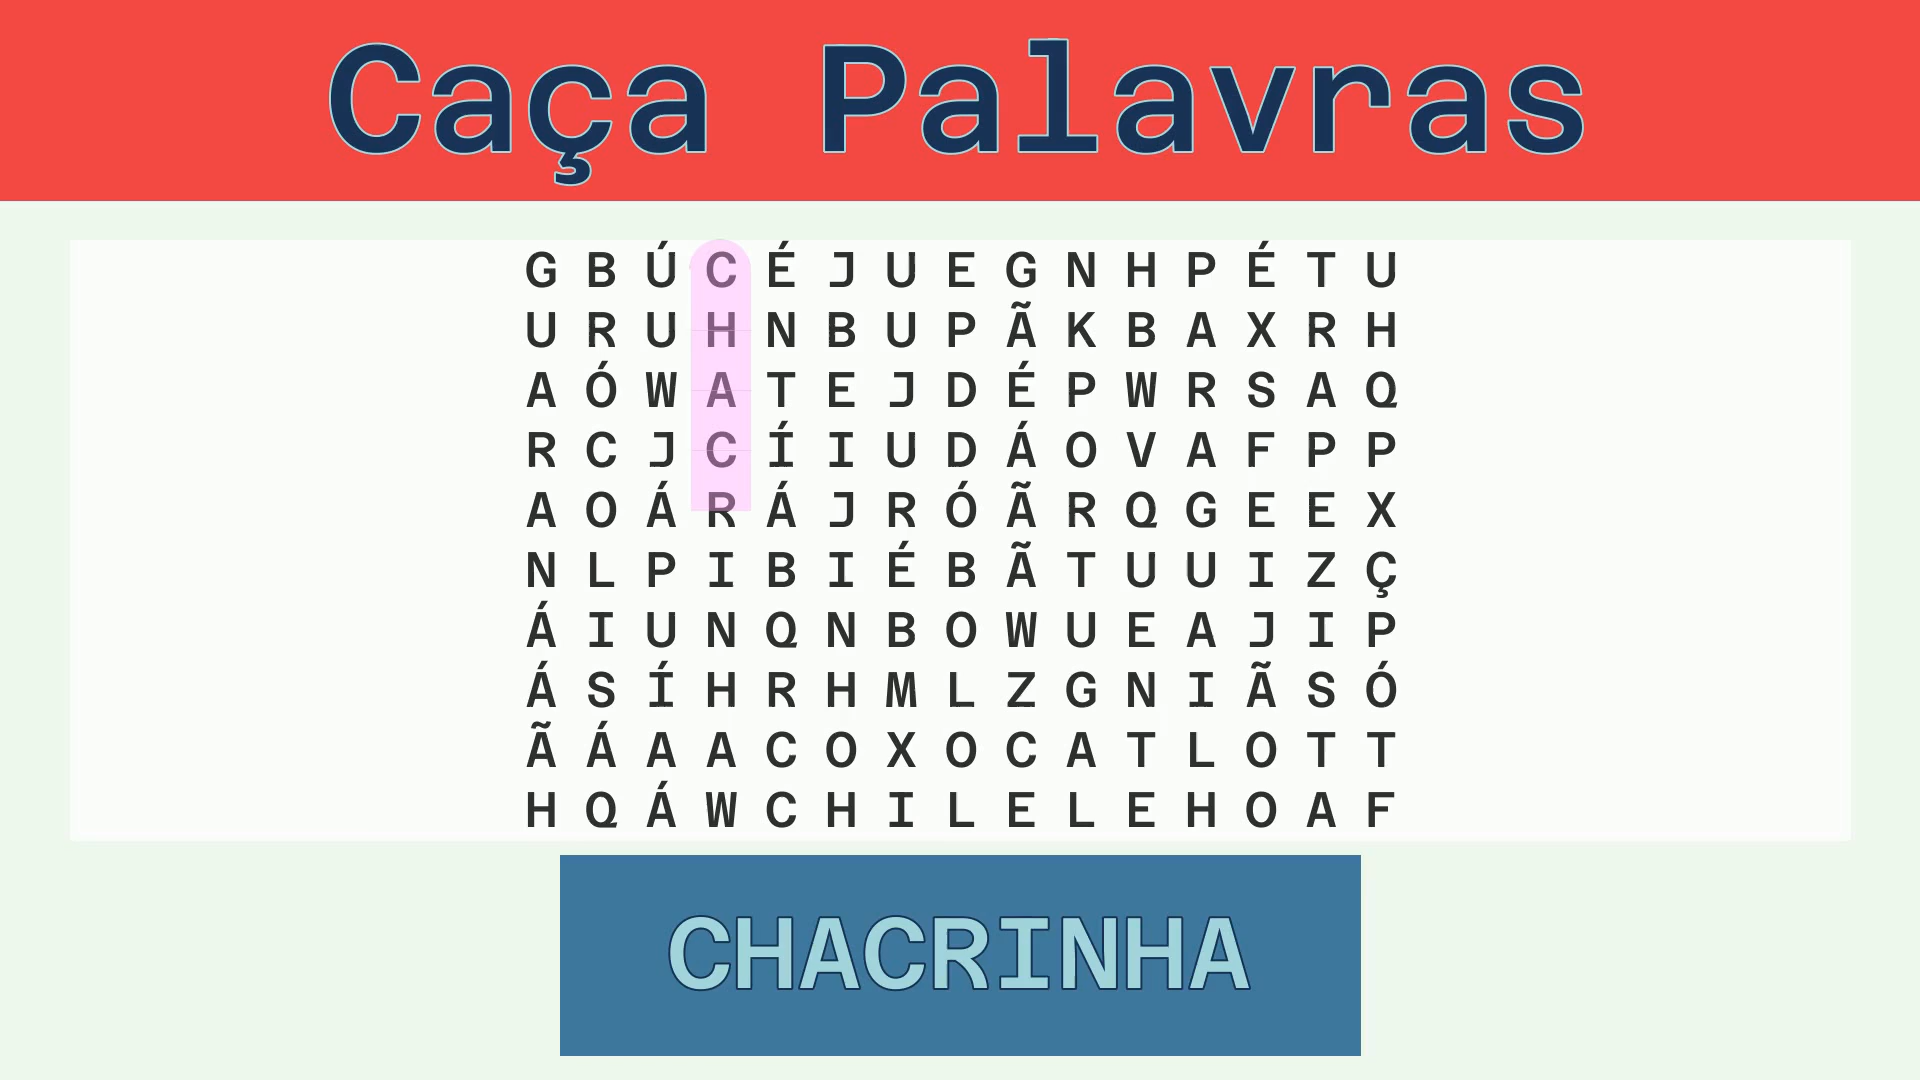 Caça Palavras
G B Ú C É J U E G N H P É T U
U R U H N B U P Ã K B A X R H
A Ó W A T E J D É P W R S A Q
R C J C Í I U D Á O V A F P P
A O Á R Á J R Ó Ã R Q G E E X
N L P I B I É B Ã T U U I Z Ç
Á I U N Q N B O W U E A J I P
Á S Í H R H M L Z G N I Ã S Ó
Ã Á A A C O X O C A T L O T T
H Q Á W C H I L E L E H O A F
CHACRINHA